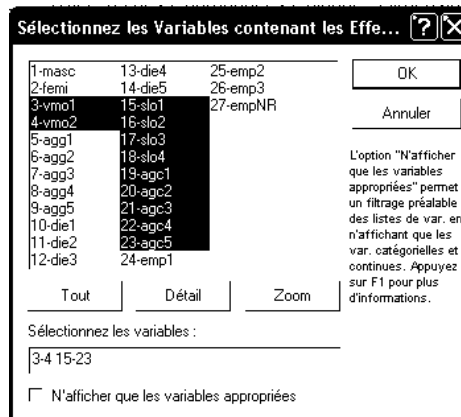 Sélectionnez les Variables contenant les Effe...
1-masc 13-die4 25-emp2
2-femi 14-die5 26-emp3
3-vmo1 15-slo1 27-empNR
4-vmo2 16-slo2
5-agg1 17-slo3
6-agg2 18-slo4
7-agg3 19-agc1
8-agg4 20-agc2
9-agg5 21-agc3
10-die1 22-agc4
11-die2 23-agc5
12-die3 24-emp1
OK
Annuler
L'option "N'afficher
que les variables
appropriées" permet
un filtrage préalable
des listes de var. en
n'affichant que les
var. catégorielles et
continues. Appuyez
sur F1 pour plus
d'informations.
Tout Détail Zoom
Sélectionnez les variables :
3-4 15-23
N'afficher que les variables appropriées